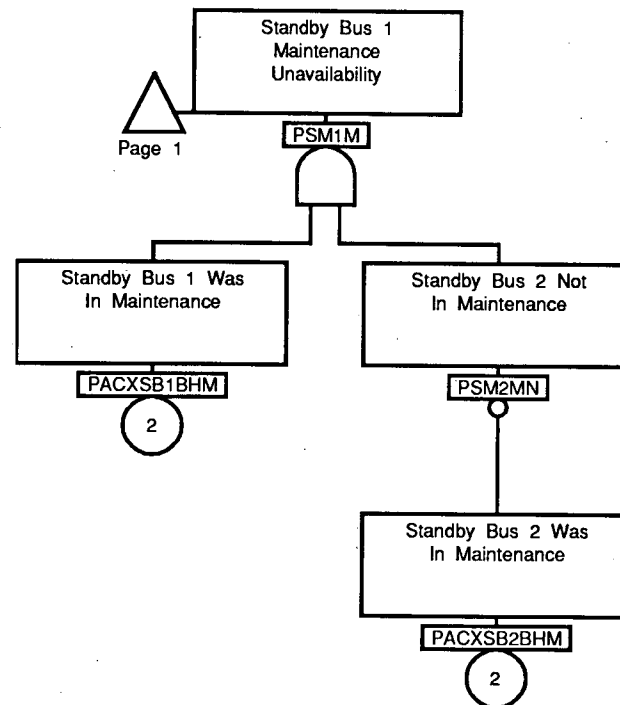 Standby Bus 1
Maintenance
Unavailability
Page 1
PSM1M
Standby Bus 1 Was
In Maintenance
Standby Bus 2 Not
In Maintenance
PACXSB1BHM
PSM2MN
2
Standby Bus 2 Was
In Maintenance
PACXSB2BHM
2